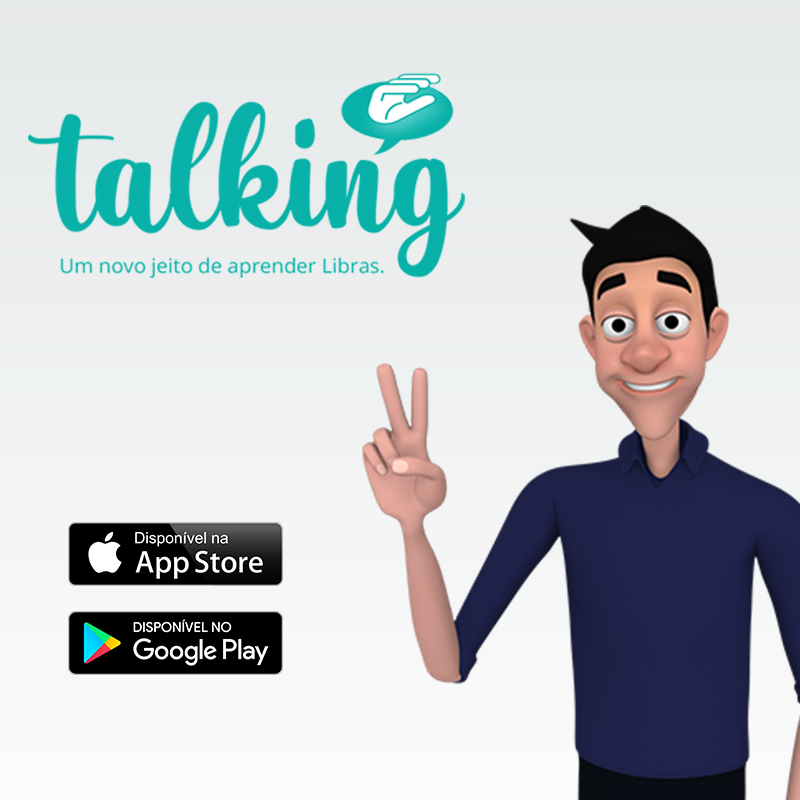 talking
Um novo jeito de aprender Libras.
Disponível na
App Store
DISPONÍVEL NO
Google Play